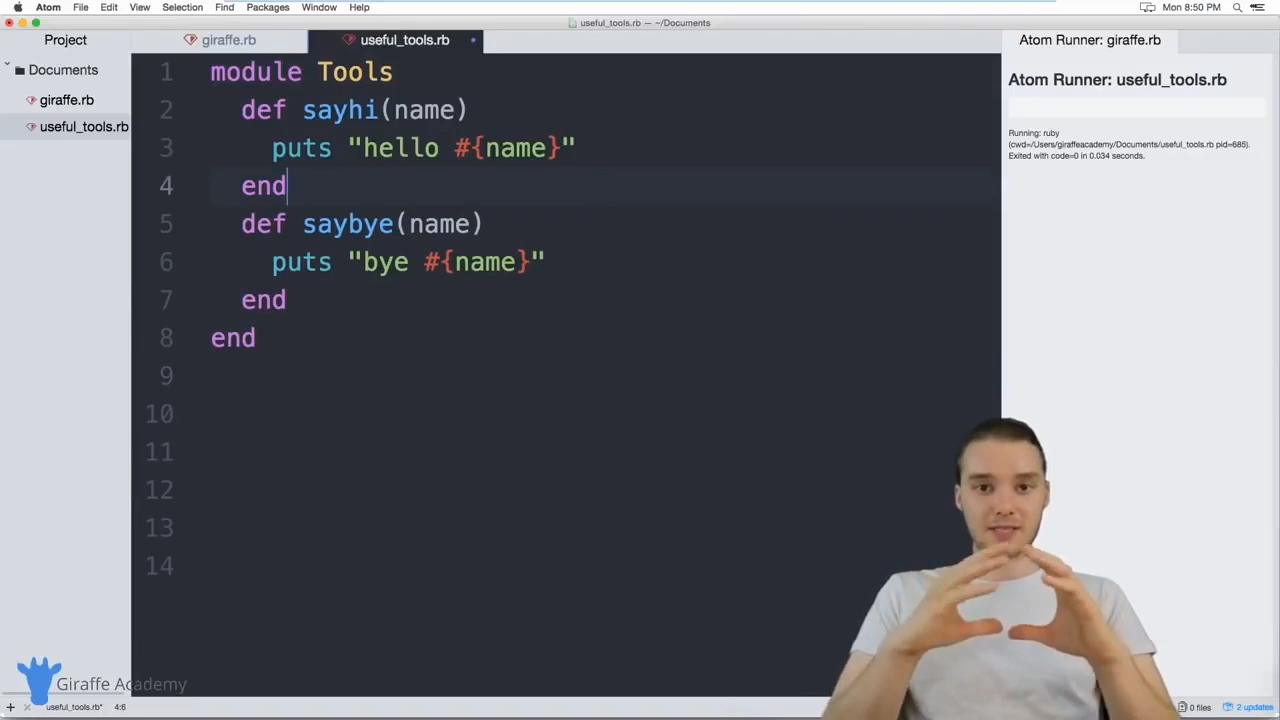 Atom File Edit View Selection Find Packages Window Help Mon 8:50 PM
useful_tools.rb — ~/Documents
Project
giraffe.rb
useful_tools.rb
Atom Runner: giraffe.rb
Documents
giraffe.rb
useful_tools.rb
1 module Tools
2 def sayhi(name)
3 puts "hello #{name}"
4 end
5 def saybye(name)
6 puts "bye #{name}"
7 end
8 end
9
10
11
12
13
14
Atom Runner: useful_tools.rb
Running: ruby
(cwd=/Users/giraffeacademy/Documents/useful_tools.rb pid=685).
Exited with code=0 in 0.034 seconds.
Giraffe Academy
useful_tools.rb* 4:6 0 files 2 updates